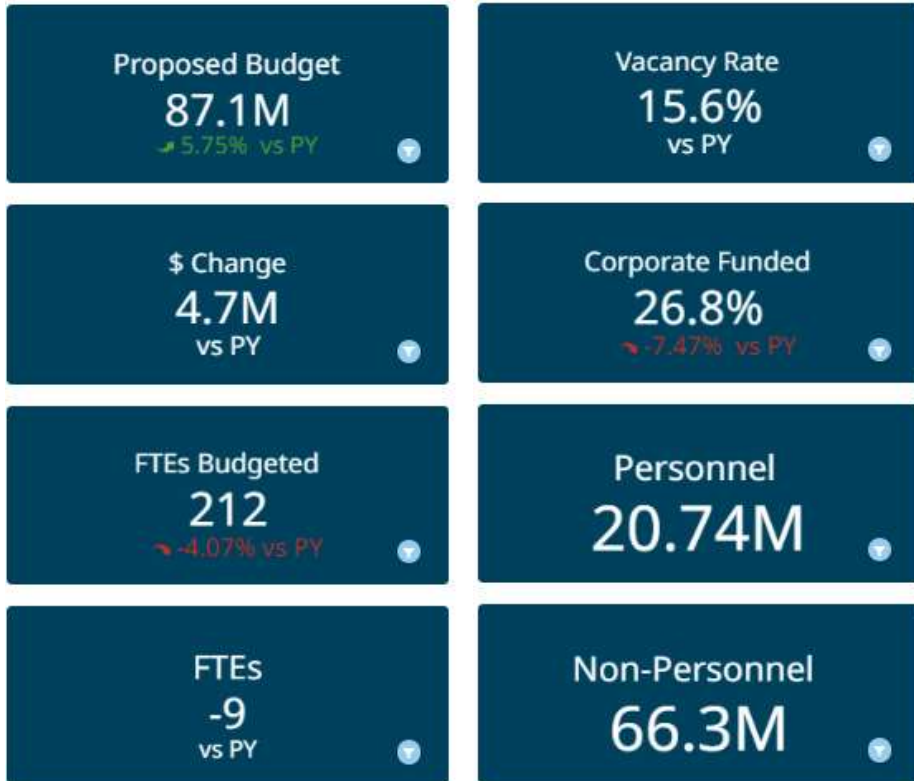 Proposed Budget
87.1M
5.75% vs PY
Vacancy Rate
15.6%
vs PY
$ Change
4.7M
vs PY
Corporate Funded
26.8%
-7.47% vs PY
FTEs Budgeted
212
-4.07% vs PY
Personnel
20.74M
FTEs
-9
vs PY
Non-Personnel
66.3M